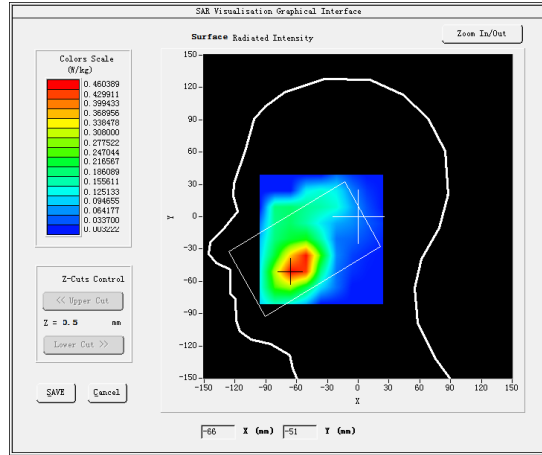 SAR Visualisation Graphical Interface
Surface Radiated Intensity
Zoom In/Out
Colors Scale
(W/kg)
0.460389
0.429911
0.399433
0.368956
0.338478
0.308000
0.277522
0.247044
0.216567
0.186089
0.155611
0.125133
0.094655
0.064177
0.033700
0.003222
Z-Cuts Control
<< Upper Cut
Z = 0.5 mm
Lower Cut >>
SAVE Cancel
150
120
90
60
30
0
-30
-60
-90
-120
-150
Y
-150 -120 -90 -60 -30 0 30 60 90 120 150
X
-66 X (mm) -51 Y (mm)